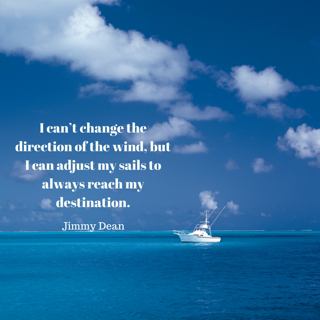 I can't change the
direction of the wind, but
I can adjust my sails to
always reach my
destination.
Jimmy Dean